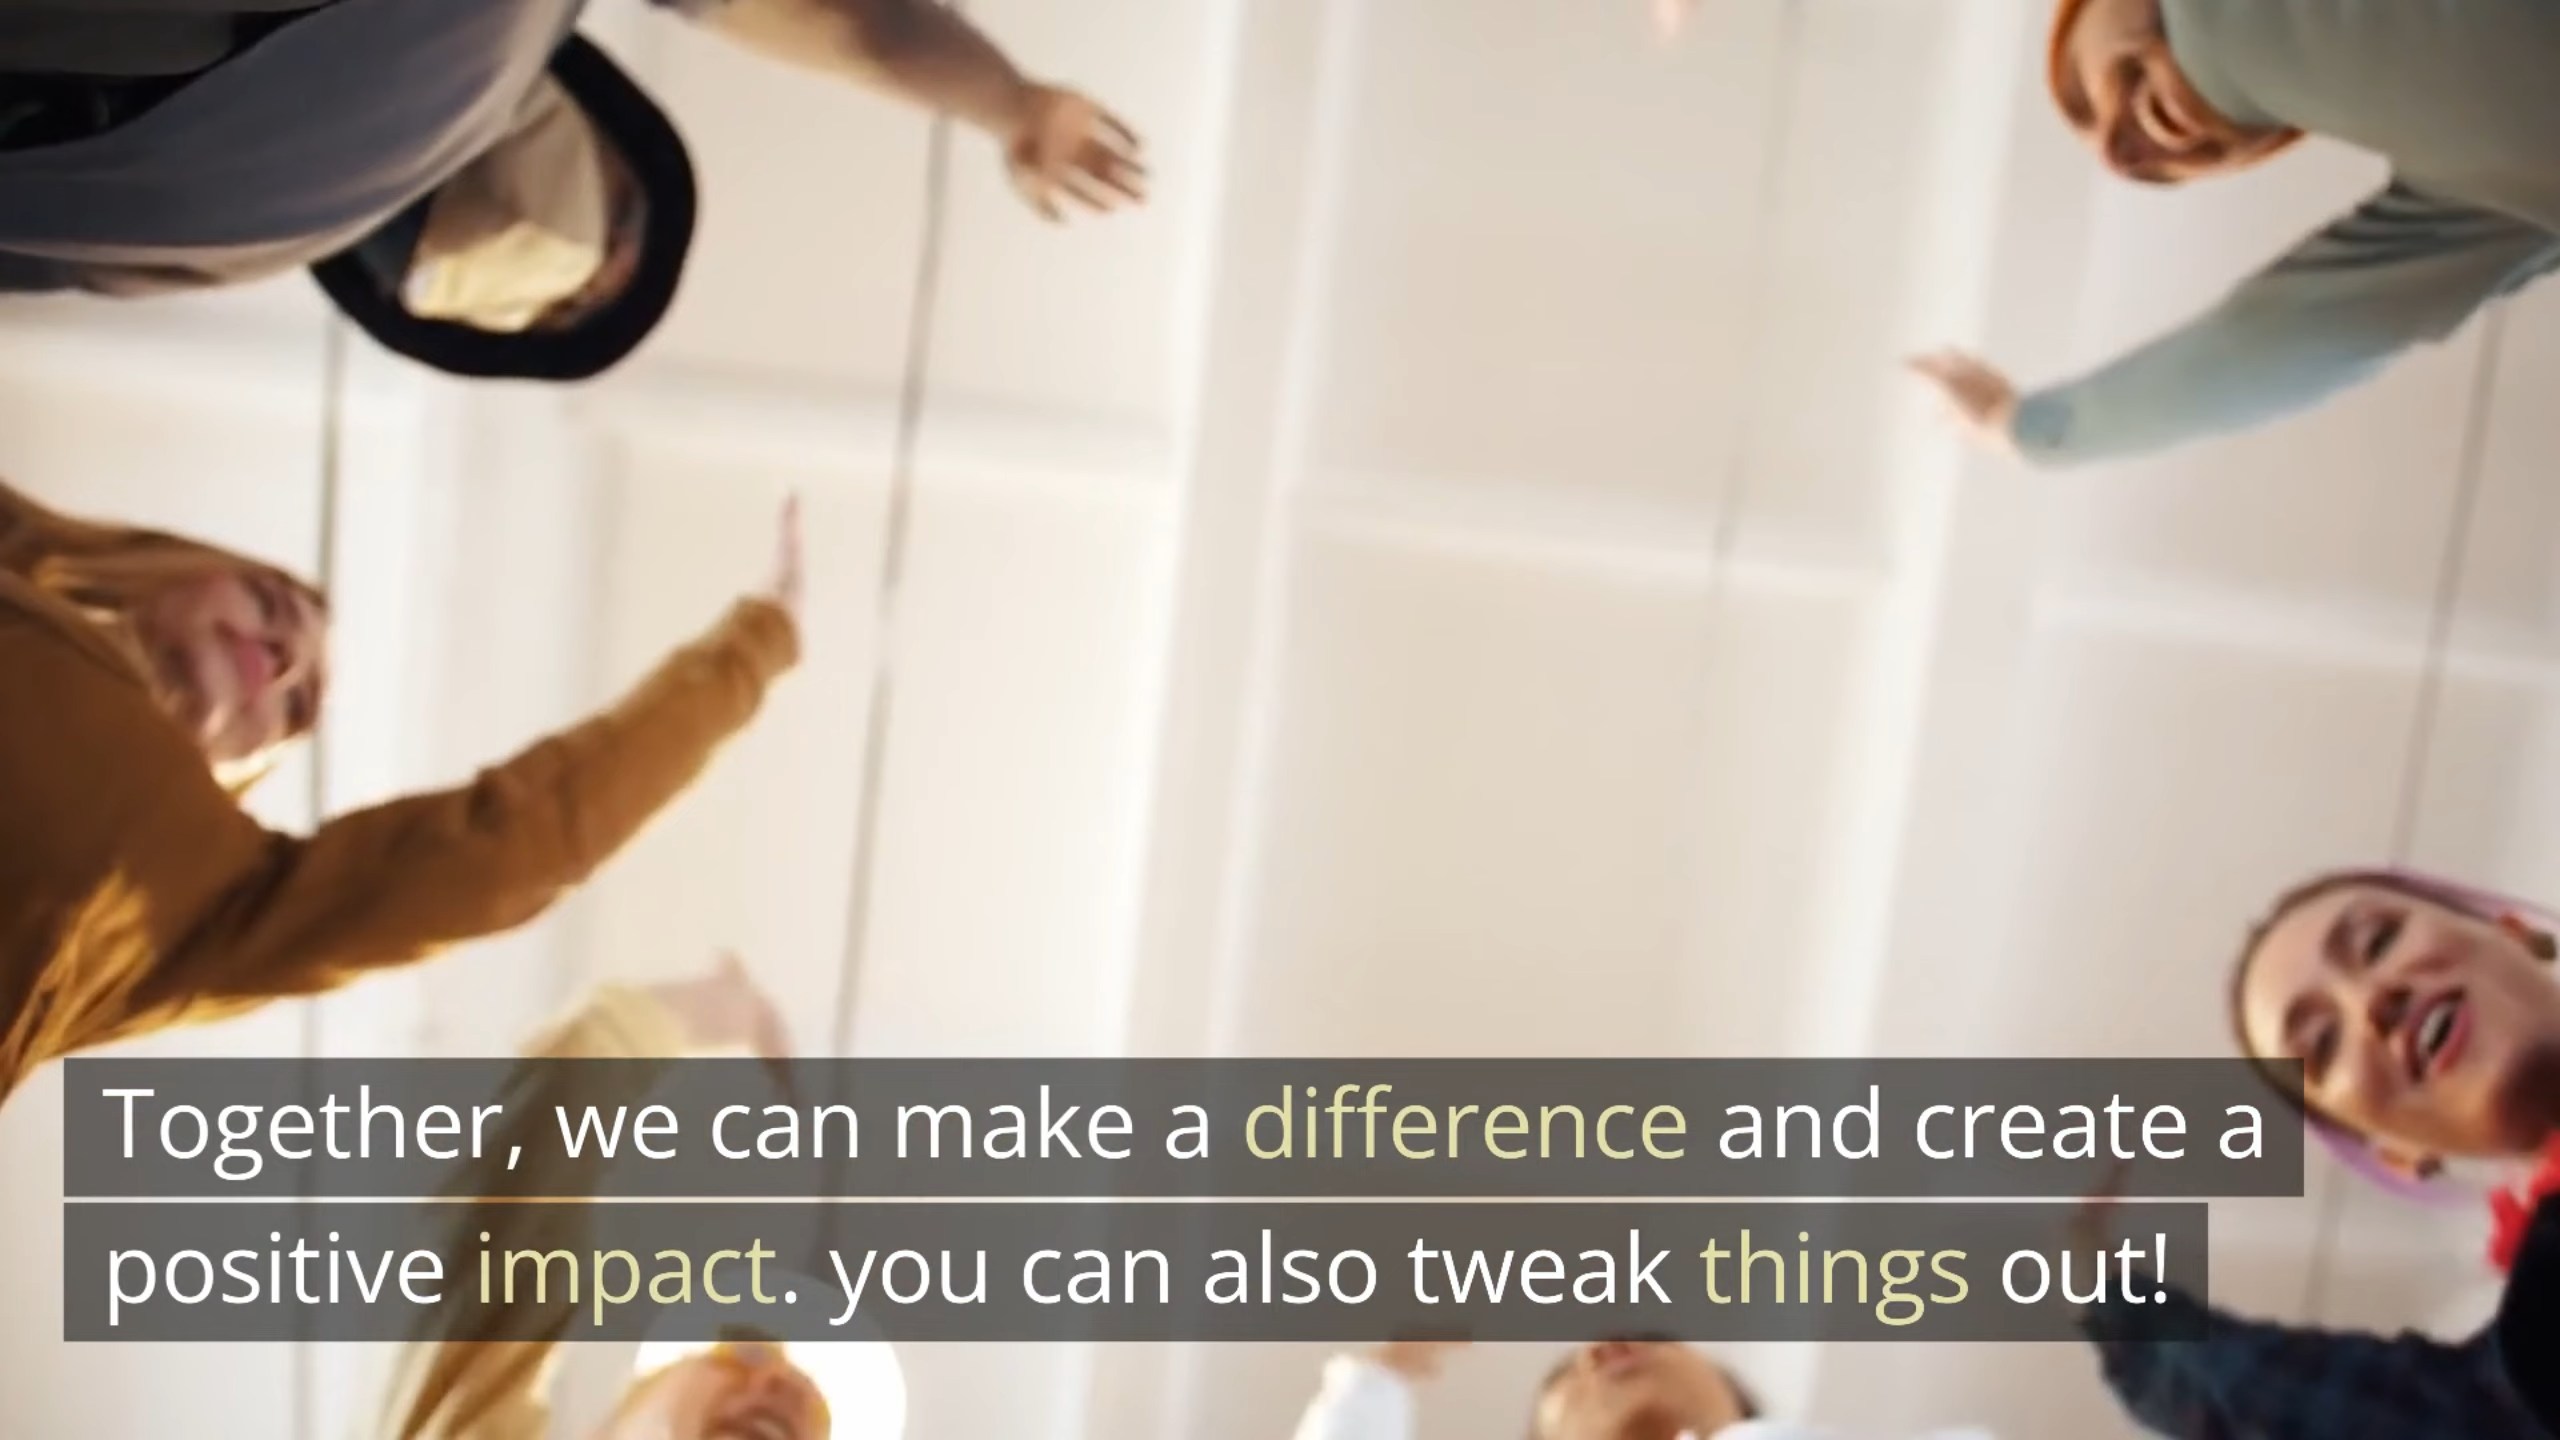 Together, we can make a difference and create a
positive impact. you can also tweak things out!